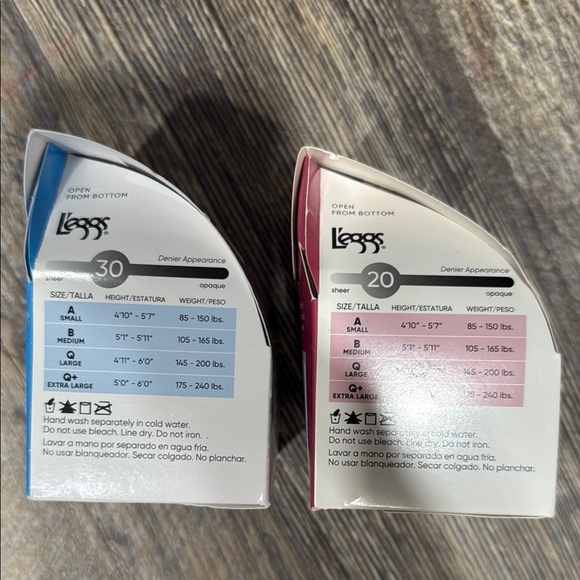 OPEN
FROM BOTTOM
L'eggs
Denier Appearance
30
sheer
opaque
SIZE/TALLA HEIGHT/ESTATURA WEIGHT/PESO
A
SMALL 4'10" - 5'7" 85 - 150 lbs.
B
MEDIUM 5'1" - 5'11" 105 - 165 lbs.
Q
LARGE 4'11" - 6'0" 145 - 200 lbs.
Q+
EXTRA LARGE 5'0" - 6'0" 175 - 240 lbs.
Hand wash separately in cold water.
Do not use bleach. Line dry. Do not iron.
Lavar a mano por separado en agua fría.
No usar blanqueador. Secar colgado. No planchar.
OPEN
FROM BOTTOM
L'eggs
Denier Appearance
20
sheer
opaque
SIZE/TALLA HEIGHT/ESTATURA WEIGHT/PESO
A
SMALL 4'10" - 5'7" 85 - 150 lbs.
B
MEDIUM 5'1" - 5'11" 105 - 165 lbs.
Q
LARGE 145 - 200 lbs.
Q+
EXTRA LARGE - 240 lbs.
Hand wash separately in cold water.
Do not use bleach. Line dry. Do not iron.
Lavar a mano por separado en agua fría.
No usar blanqueador. Secar colgado. No planchar.